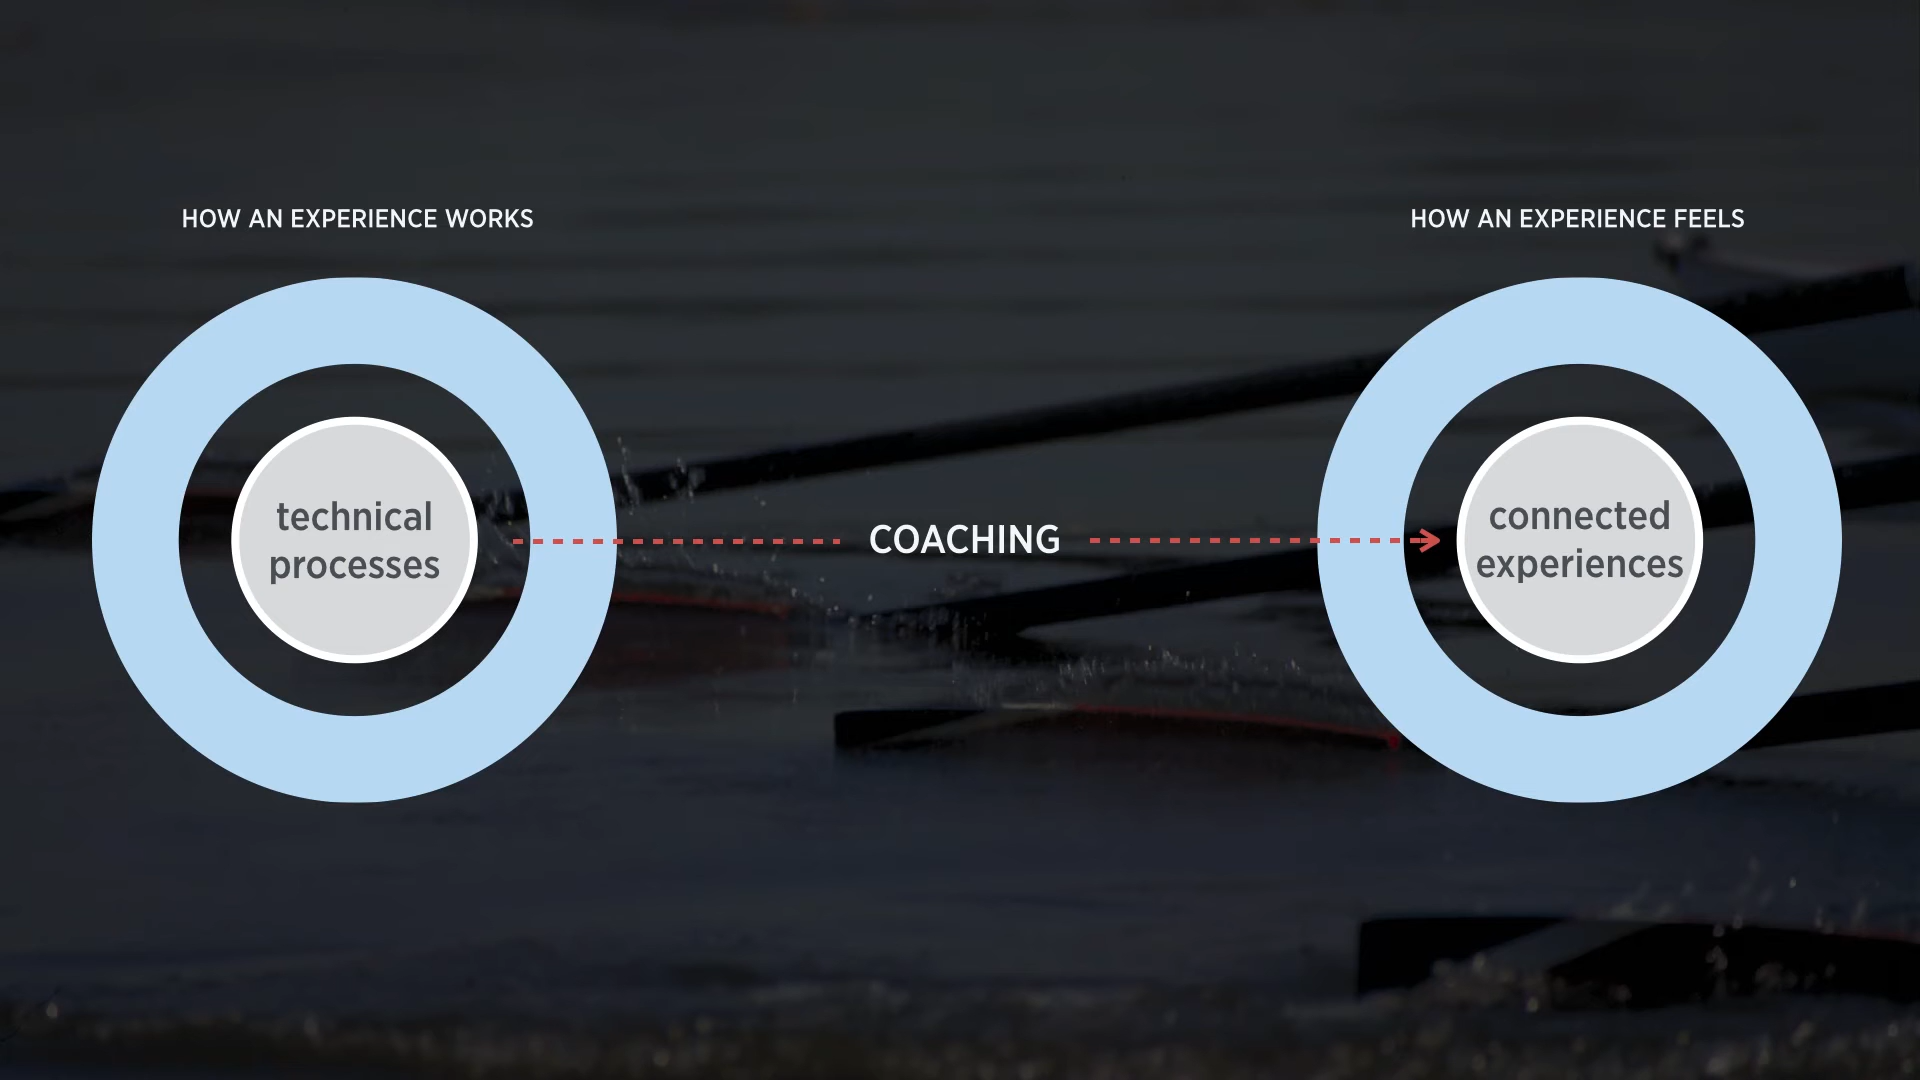 HOW AN EXPERIENCE WORKS
HOW AN EXPERIENCE FEELS
technical
processes
COACHING
connected
experiences